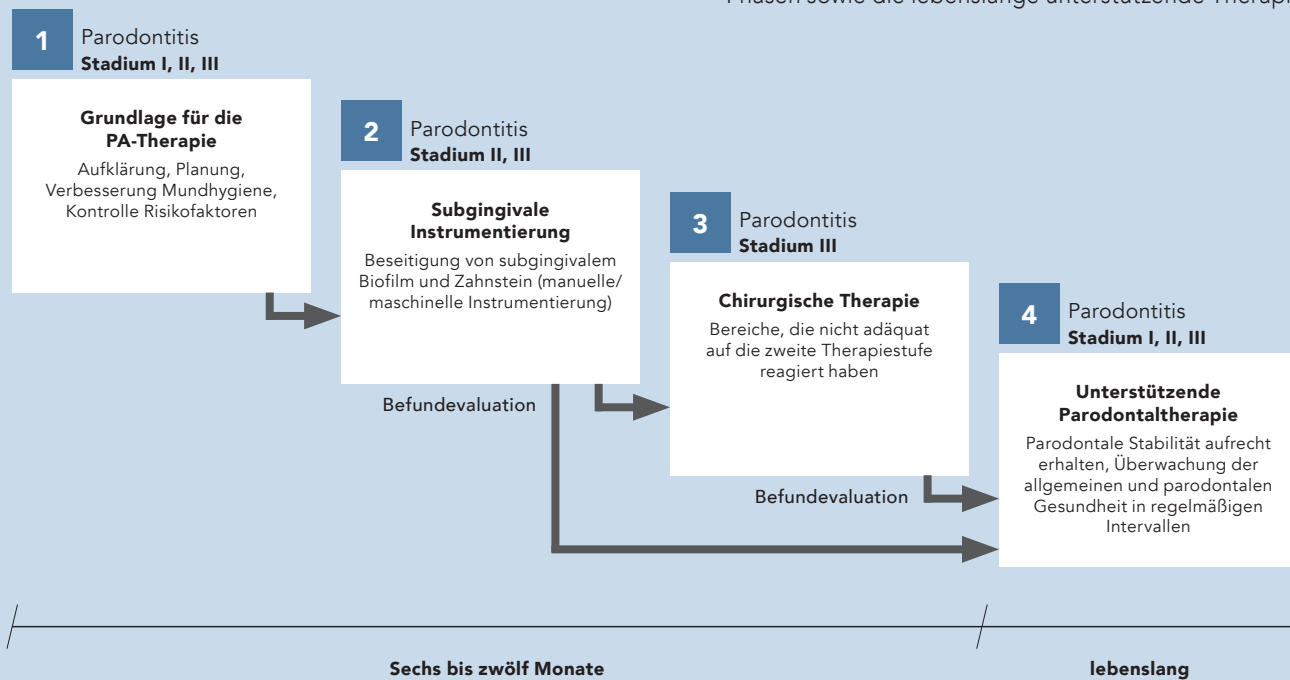 Phasen sowie die lebenslange unterstützende Therapi
1
Parodontitis
Stadium I, II, III
Grundlage für die
PA-Therapie
Aufklärung, Planung,
Verbesserung Mundhygiene,
Kontrolle Risikofaktoren
2
Parodontitis
Stadium II, III
Subgingivale
Instrumentierung
Beseitigung von subgingivalem
Biofilm und Zahnstein (manuelle/
maschinelle Instrumentierung)
Befundevaluation
3
Parodontitis
Stadium III
Chirurgische Therapie
Bereiche, die nicht adäquat
auf die zweite Therapiestufe
reagiert haben
Befundevaluation
4
Parodontitis
Stadium I, II, III
Unterstützende
Parodontaltherapie
Parodontale Stabilität aufrecht
erhalten, Überwachung der
allgemeinen und parodontalen
Gesundheit in regelmäßigen
Intervallen
Sechs bis zwölf Monate
lebenslang